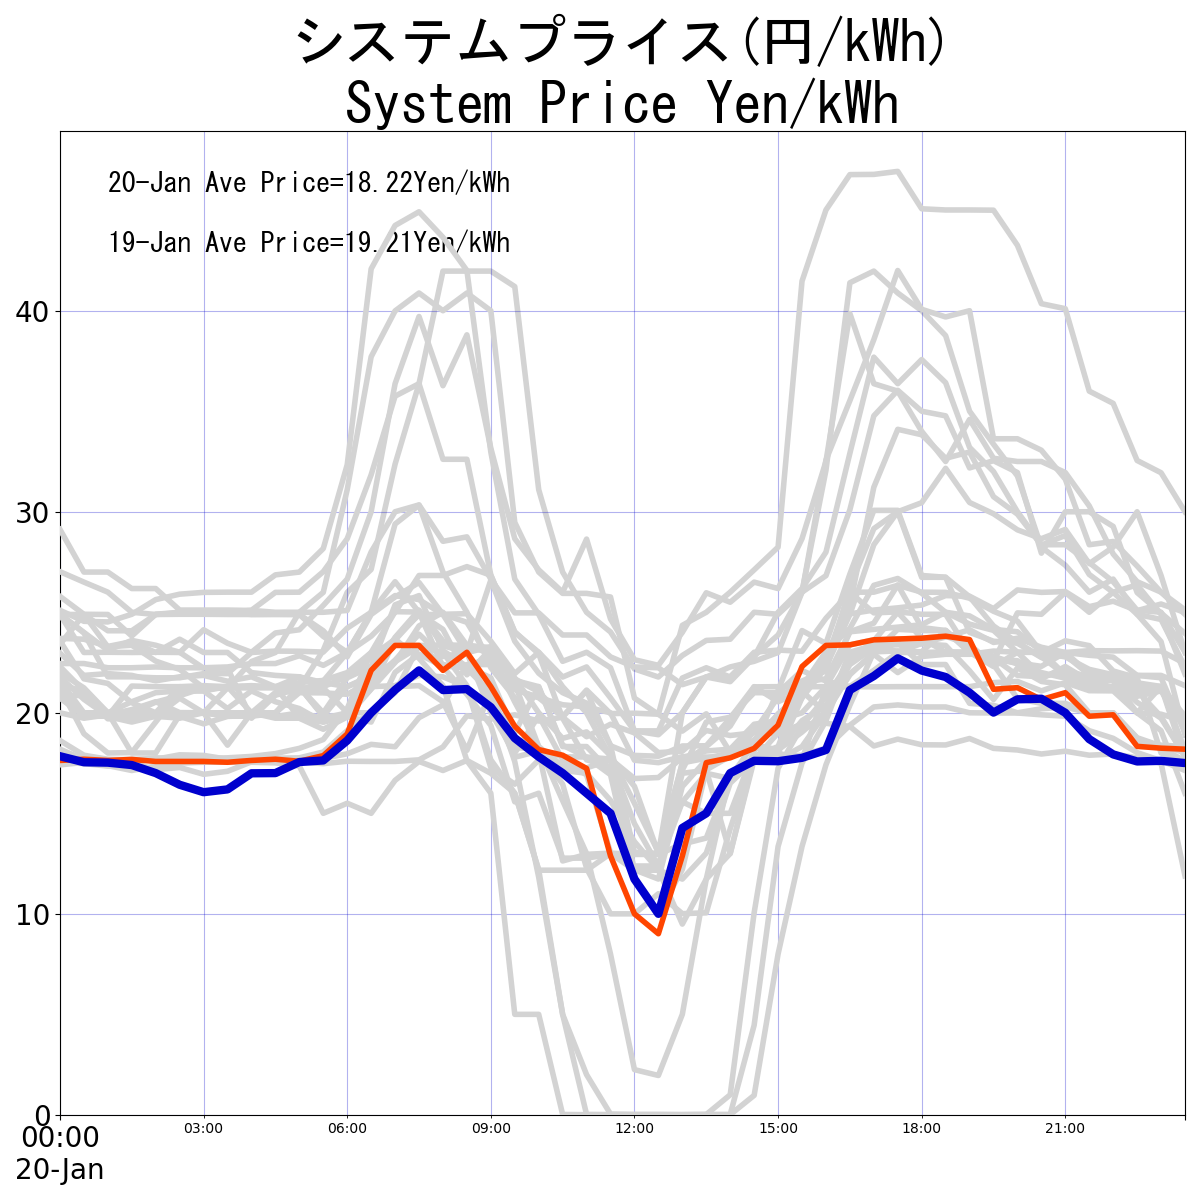 システムプライス(円/kWh)
System Price Yen/kWh
20-Jan Ave Price=18.22Yen/kWh
19-Jan Ave Price=19.21Yen/kWh
40
30
20
10
0
00:00
03:00
06:00
09:00
12:00
15:00
18:00
21:00
20-Jan